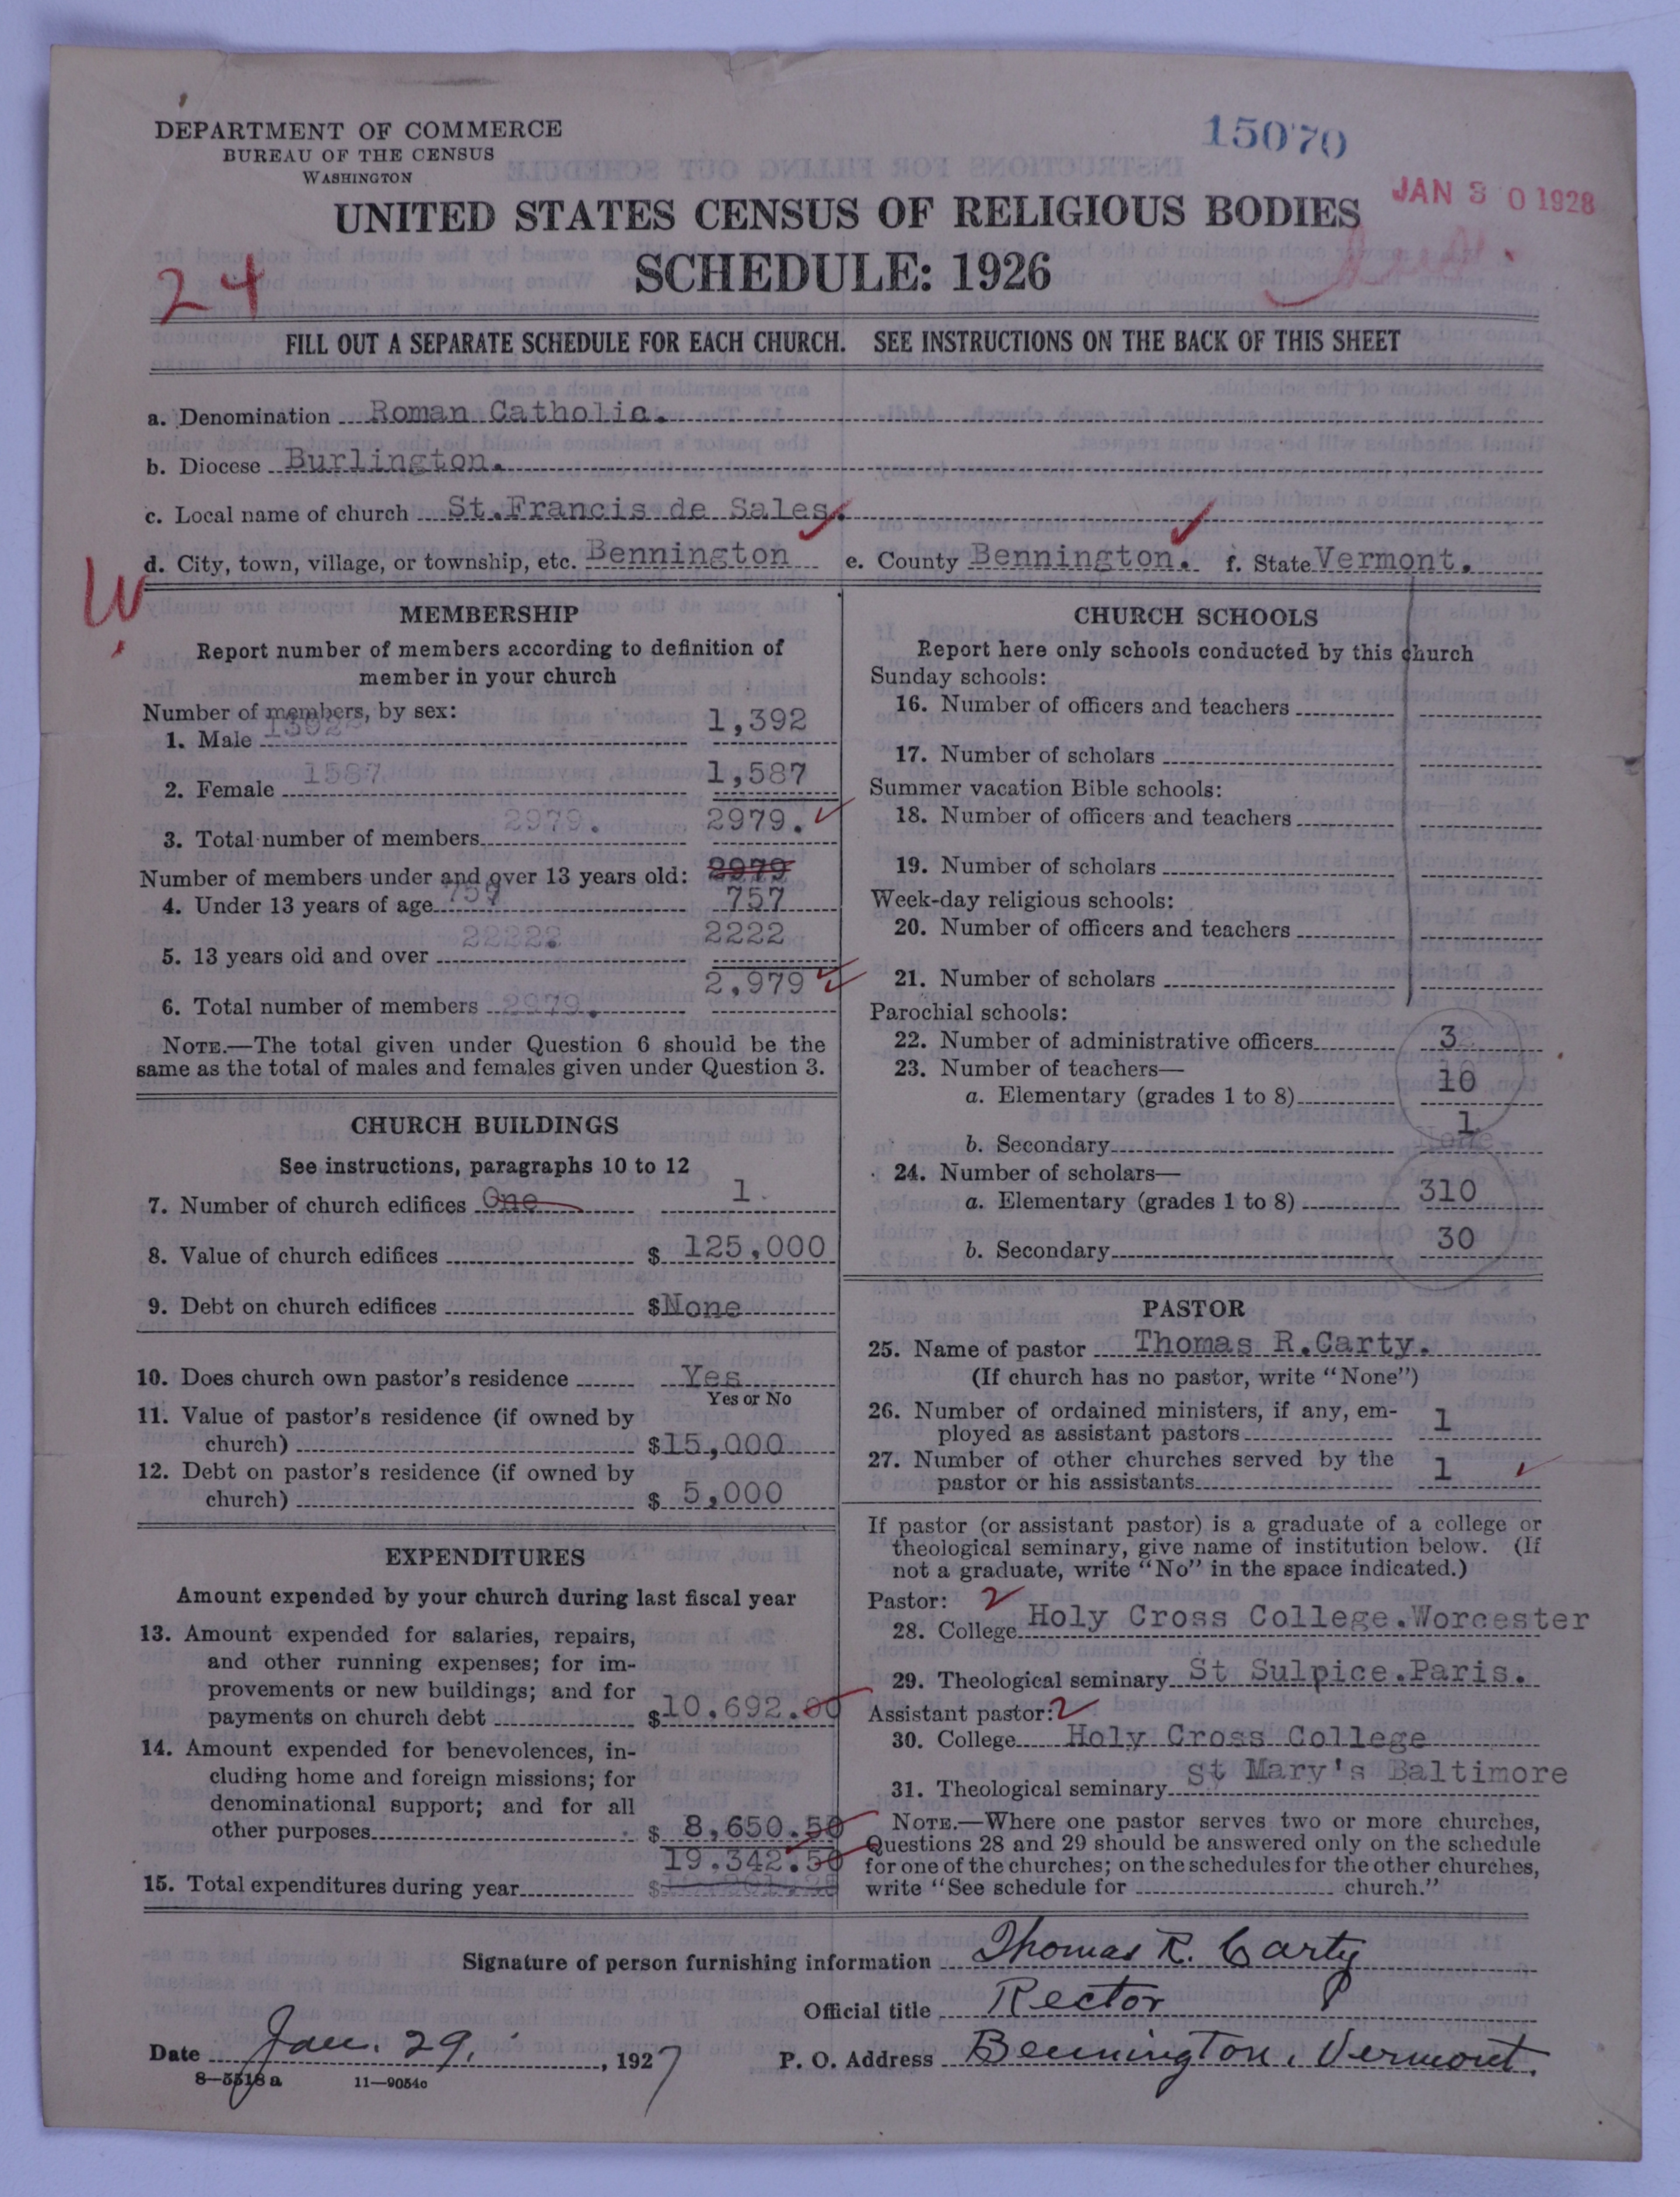 DEPARTMENT OF COMMERCE
BUREAU OF THE CENSUS
WASHINGTON
15070
JAN 30 1928
UNITED STATES CENSUS OF RELIGIOUS BODIES
SCHEDULE: 1926
24
FILL OUT A SEPARATE SCHEDULE FOR EACH CHURCH. SEE INSTRUCTIONS ON THE BACK OF THIS SHEET
a. Denomination Roman Catholic.
b. Diocese Burlington.
c. Local name of church St.Francis de Sales.
d. City, town, village, or township, etc. Bennington e. County Bennington. f. State Vermont.
W
MEMBERSHIP
Report number of members according to definition of
member in your church
Number of members, by sex:
1. Male 1,392
2. Female 1587 1,587
3. Total number of members 2979. 2979.
2979
Number of members under and over 13 years old:
4. Under 13 years of age 757 757
5. 13 years old and over 2222. 2222
6. Total number of members 2979. 2,979
NOTE.—The total given under Question 6 should be the
same as the total of males and females given under Question 3.
CHURCH BUILDINGS
See instructions, paragraphs 10 to 12
7. Number of church edifices One 1.
8. Value of church edifices $ 125,000
9. Debt on church edifices $None
10. Does church own pastor's residence Yes
Yes or No
11. Value of pastor's residence (if owned by
church) $15,000
12. Debt on pastor's residence (if owned by
church) $ 5,000
EXPENDITURES
Amount expended by your church during last fiscal year
13. Amount expended for salaries, repairs,
and other running expenses; for im-
provements or new buildings; and for
payments on church debt $10.692.00
14. Amount expended for benevolences, in-
cluding home and foreign missions; for
denominational support; and for all
other purposes $ 8,650.50
19.342.50
15. Total expenditures during year $
CHURCH SCHOOLS
Report here only schools conducted by this church
Sunday schools:
16. Number of officers and teachers
17. Number of scholars
Summer vacation Bible schools:
18. Number of officers and teachers
19. Number of scholars
Week-day religious schools:
20. Number of officers and teachers
21. Number of scholars
Parochial schools:
22. Number of administrative officers 3
23. Number of teachers—
a. Elementary (grades 1 to 8) 10
b. Secondary 1 None
24. Number of scholars—
a. Elementary (grades 1 to 8) 310
b. Secondary 30
PASTOR
25. Name of pastor Thomas R.Carty.
(If church has no pastor, write "None")
26. Number of ordained ministers, if any, em-
ployed as assistant pastors 1
27. Number of other churches served by the
pastor or his assistants 1
If pastor (or assistant pastor) is a graduate of a college or
theological seminary, give name of institution below. (If
not a graduate, write "No" in the space indicated.)
Pastor: 2
28. College Holy Cross College.Worcester
29. Theological seminary St Sulpice.Paris.
Assistant pastor: 2
30. College Holy Cross College
31. Theological seminary St Mary's Baltimore
NOTE.—Where one pastor serves two or more churches,
Questions 28 and 29 should be answered only on the schedule
for one of the churches; on the schedules for the other churches,
write "See schedule for church."
Signature of person furnishing information Thomas R. Carty
Official title Rector
Date Jan. 29, 1927 P. O. Address Bennington, Vermont.
8—5518a 11—9054c